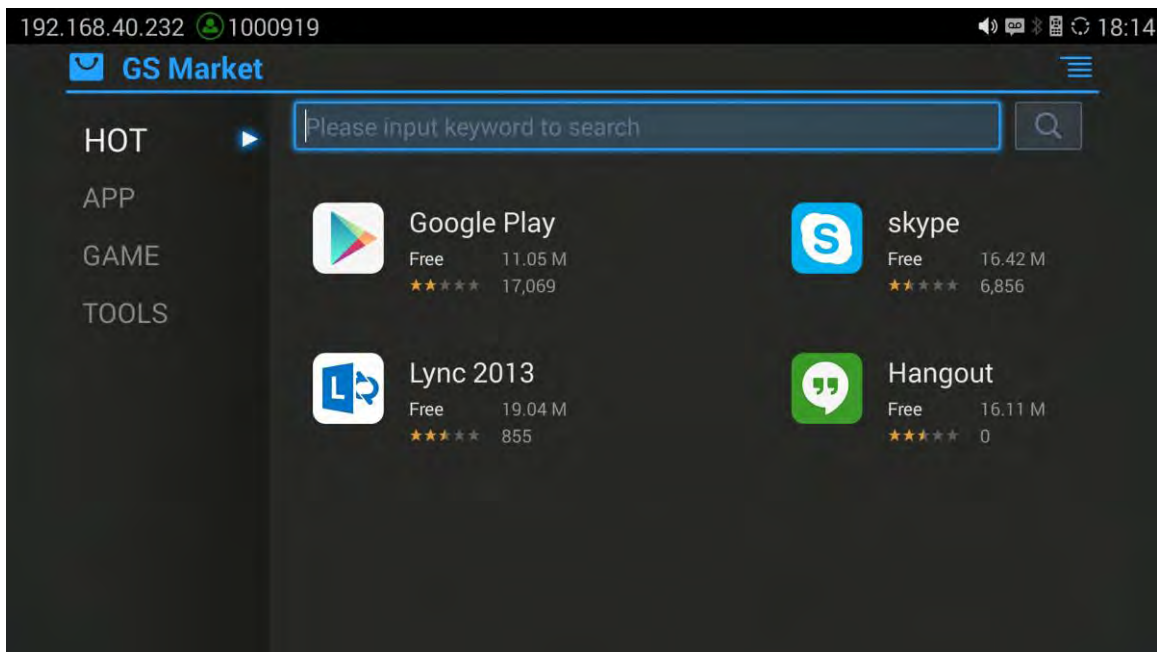 192.168.40.232 1000919 18:14
GS Market
Please input keyword to search
HOT
APP
GAME
TOOLS
Google Play
Free 11.05 M
17,069
skype
Free 16.42 M
6,856
Lync 2013
Free 19.04 M
855
Hangout
Free 16.11 M
0